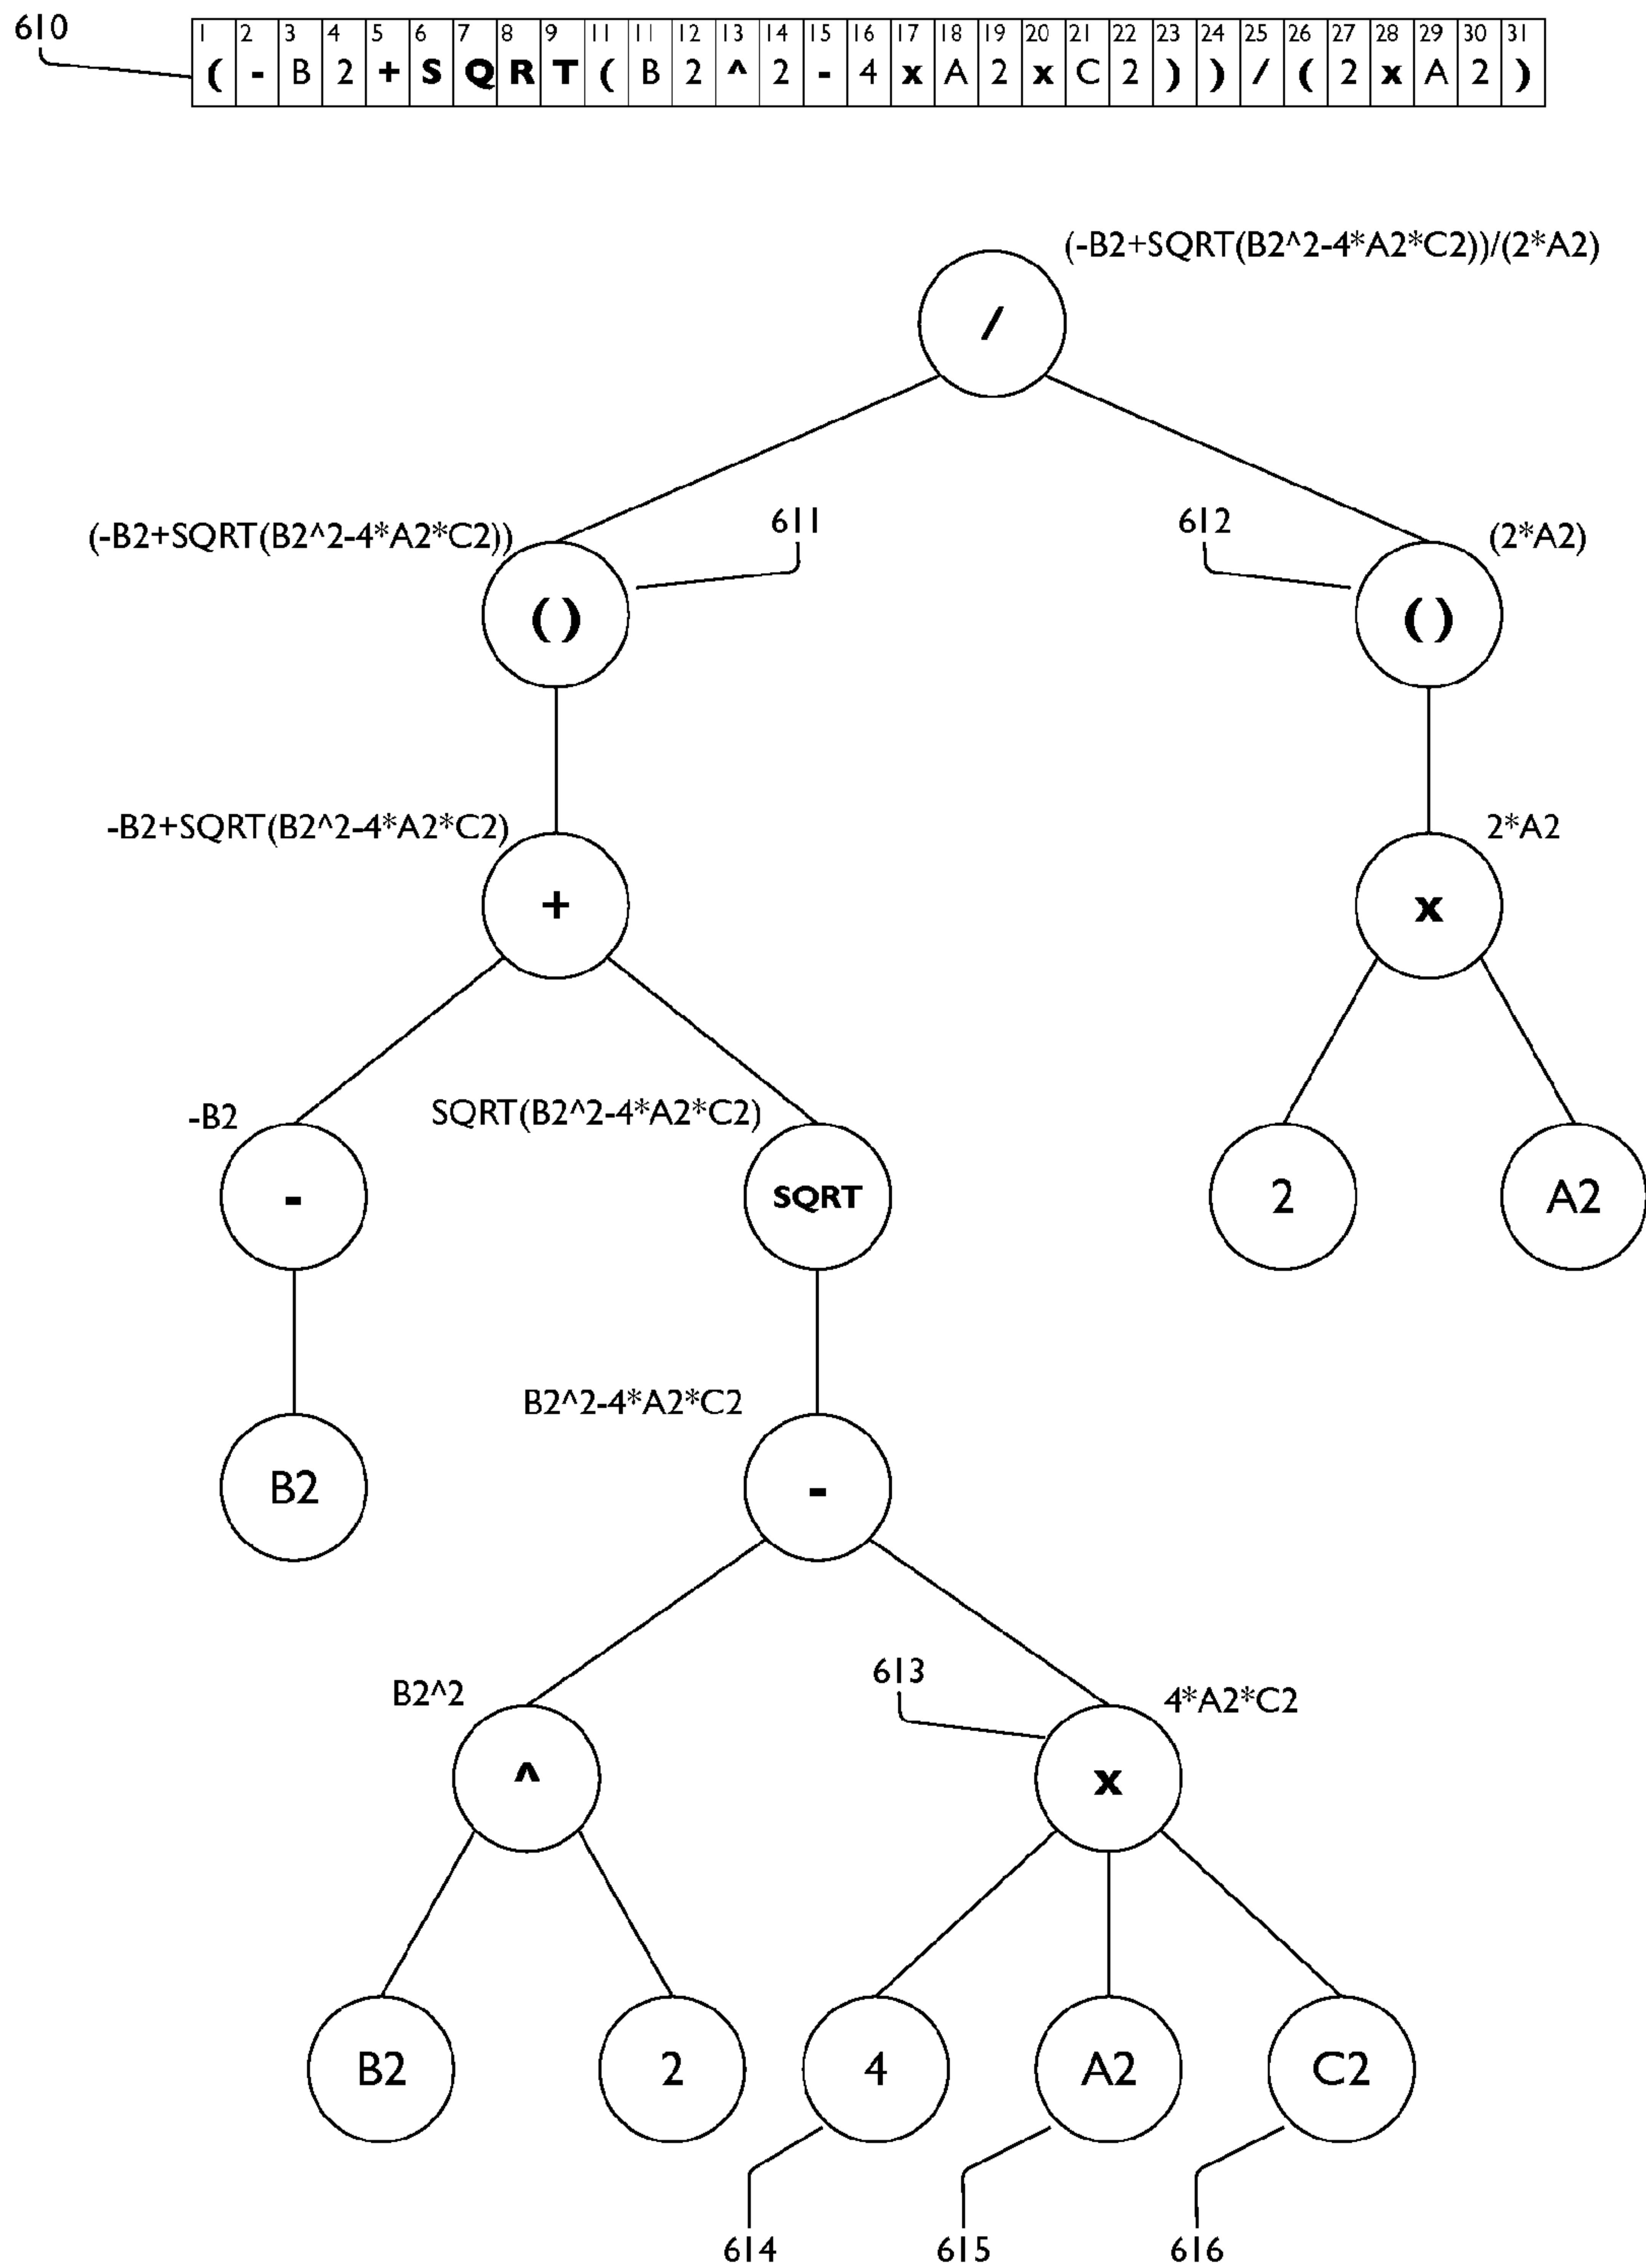 610
1 2 3 4 5 6 7 8 9 11 11 12 13 14 15 16 17 18 19 20 21 22 23 24 25 26 27 28 29 30 31
( - B 2 + S Q R T ( B 2 ^ 2 - 4 x A 2 x C 2 ) ) / ( 2 x A 2 )
(-B2+SQRT(B2^2-4*A2*C2))/(2*A2)
/
(-B2+SQRT(B2^2-4*A2*C2)) 611 612 (2*A2)
() ()
-B2+SQRT(B2^2-4*A2*C2) 2*A2
+ x
-B2 SQRT(B2^2-4*A2*C2)
- SQRT 2 A2
B2^2-4*A2*C2
B2 -
B2^2 613 4*A2*C2
^ x
B2 2 4 A2 C2
614 615 616